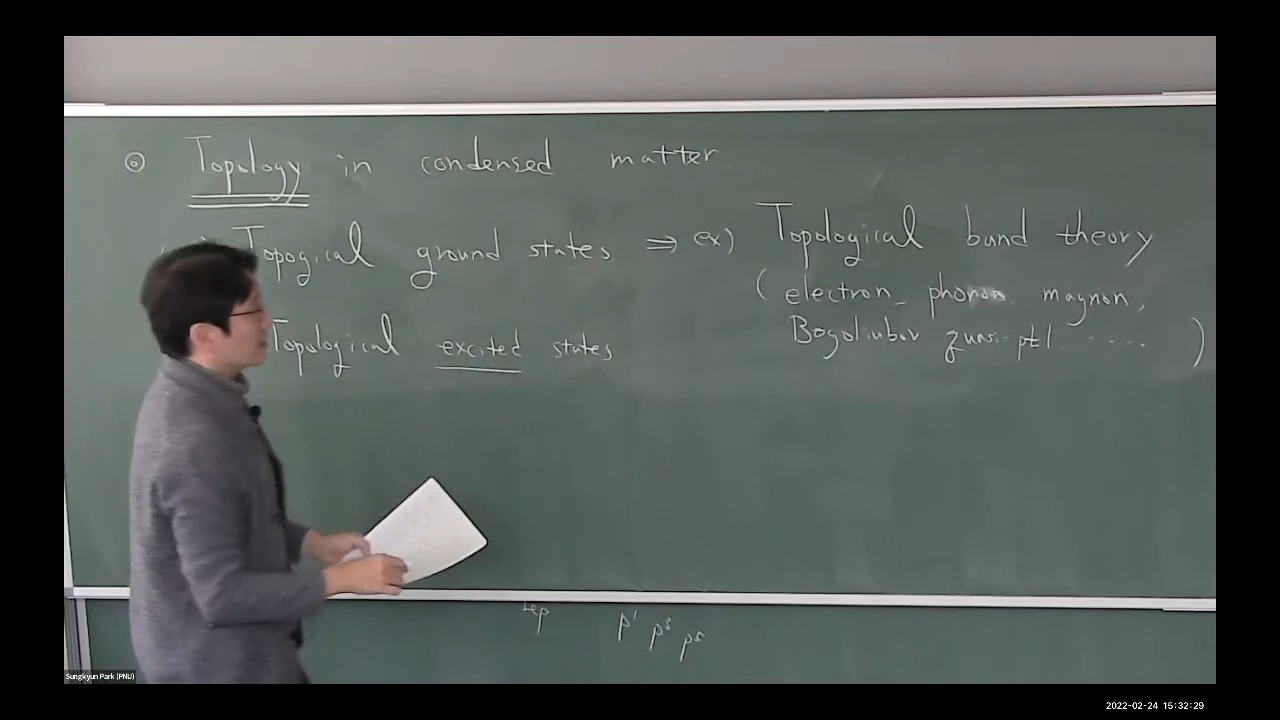 ⊙ Topology in condensed matter
Topogical ground states ⇒ ex) Topological band theory
(electron, phonon, magnon,
Bogoliubov quasi-ptl ..... )
Topological excited states
p' p³
Sungkyun Park (PNU)
2022-02-24 15:32:29